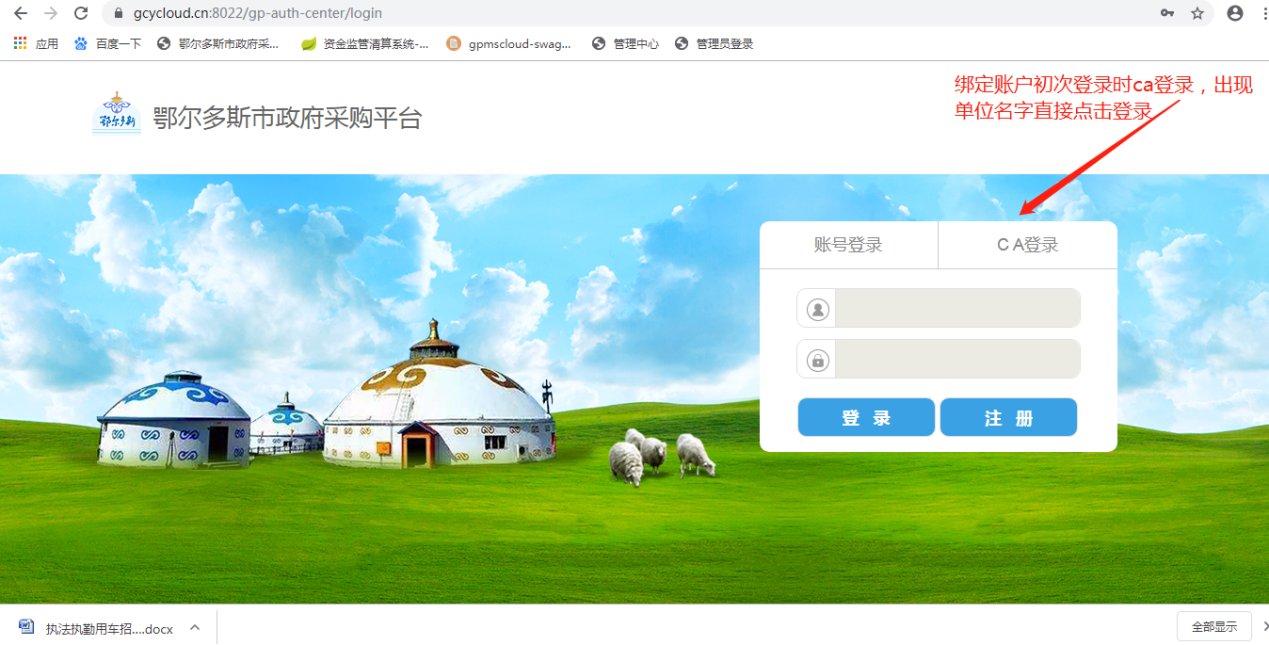 gcycloud.cn:8022/gp-auth-center/login
应用 百度一下 鄂尔多斯市政府采... 资金监管清算系统-... gpmscloud-swag... 管理中心 管理员登录
绑定账户初次登录时ca登录，出现
单位名字直接点击登录
鄂尔多斯 鄂尔多斯市政府采购平台
账号登录 C A登录
登 录 注 册
执法执勤用车招....docx 全部显示